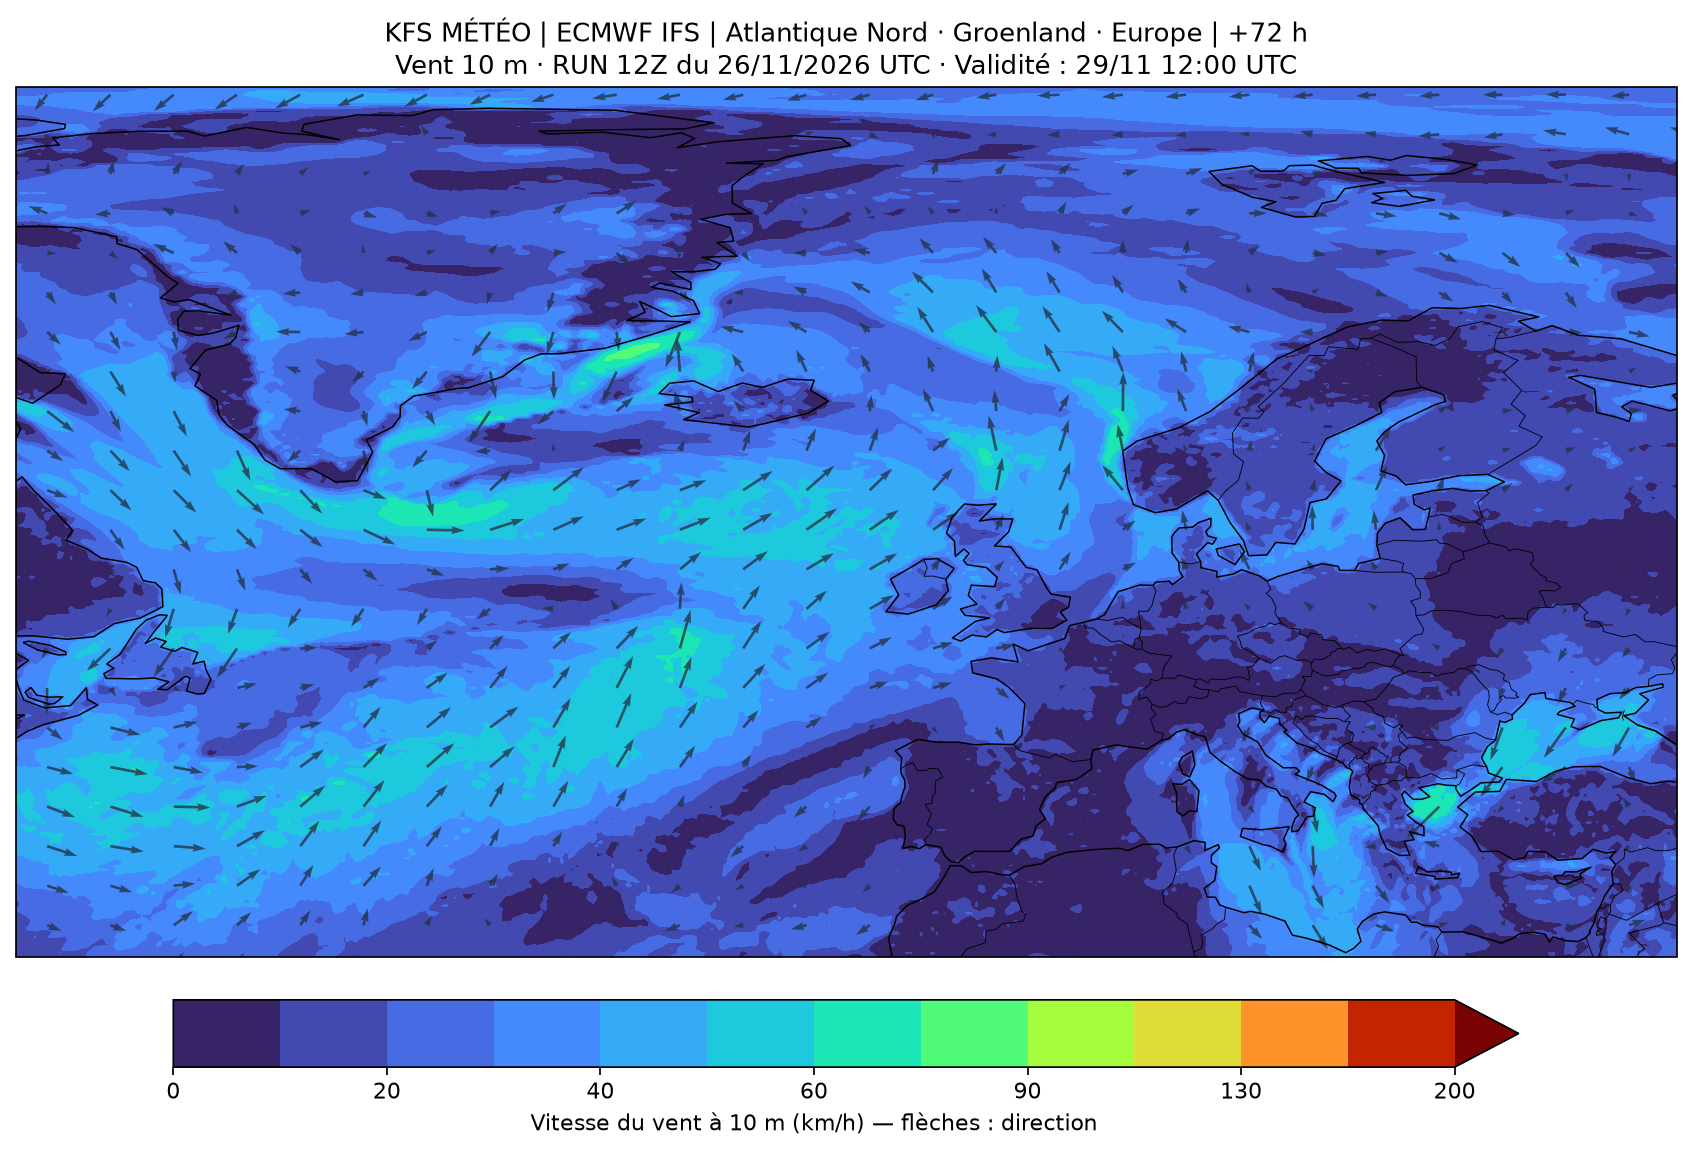 KFS MÉTÉO | ECMWF IFS | Atlantique Nord · Groenland · Europe | +72 h
Vent 10 m · RUN 12Z du 26/11/2026 UTC · Validité : 29/11 12:00 UTC
0 20 40 60 90 130 200
Vitesse du vent à 10 m (km/h) — flèches : direction